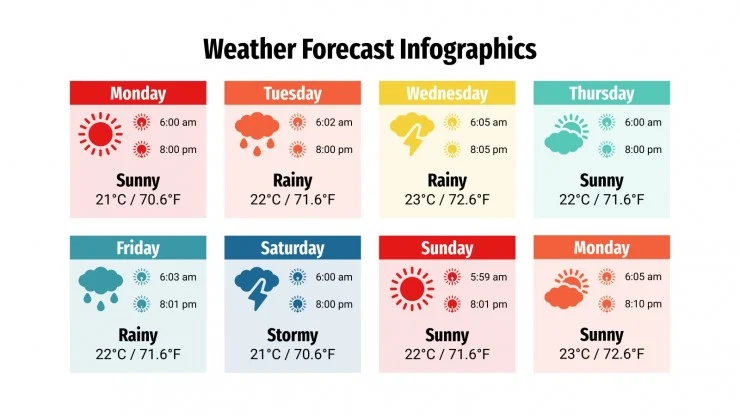 Weather Forecast Infographics
Monday
6:00 am
8:00 pm
Sunny
21°C / 70.6°F
Tuesday
6:02 am
8:00 pm
Rainy
22°C / 71.6°F
Wednesday
6:05 am
8:05 pm
Rainy
23°C / 72.6°F
Thursday
6:00 am
8:00 pm
Sunny
22°C / 71.6°F
Friday
6:03 am
8:01 pm
Rainy
22°C / 71.6°F
Saturday
6:00 am
8:00 pm
Stormy
21°C / 70.6°F
Sunday
5:59 am
8:01 pm
Sunny
22°C / 71.6°F
Monday
6:05 am
8:10 pm
Sunny
23°C / 72.6°F